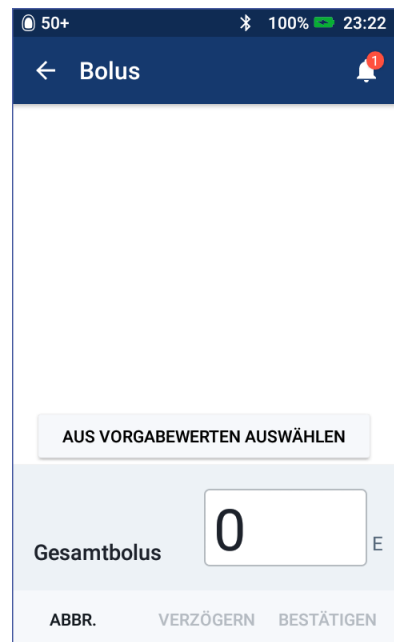 50+ 100% 23:22
← Bolus 1
AUS VORGABEWERTEN AUSWÄHLEN
Gesamtbolus 0 E
ABBR. VERZÖGERN BESTÄTIGEN